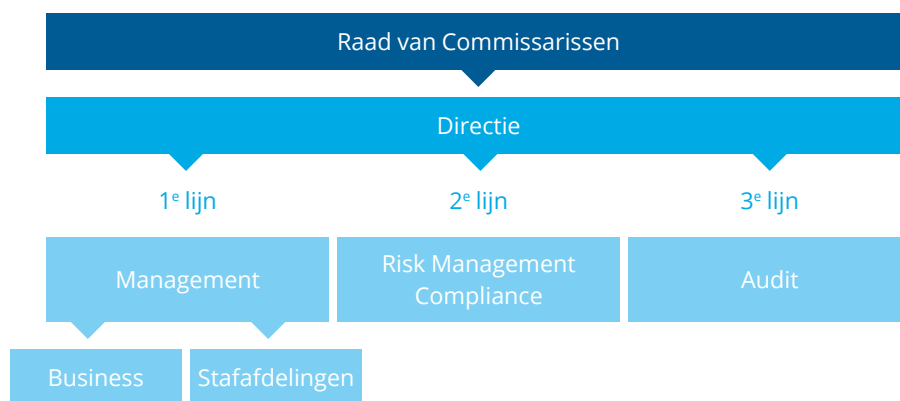 Raad van Commissarissen
Directie
1e lijn
2e lijn
3e lijn
Management
Risk Management
Compliance
Audit
Business
Stafafdelingen